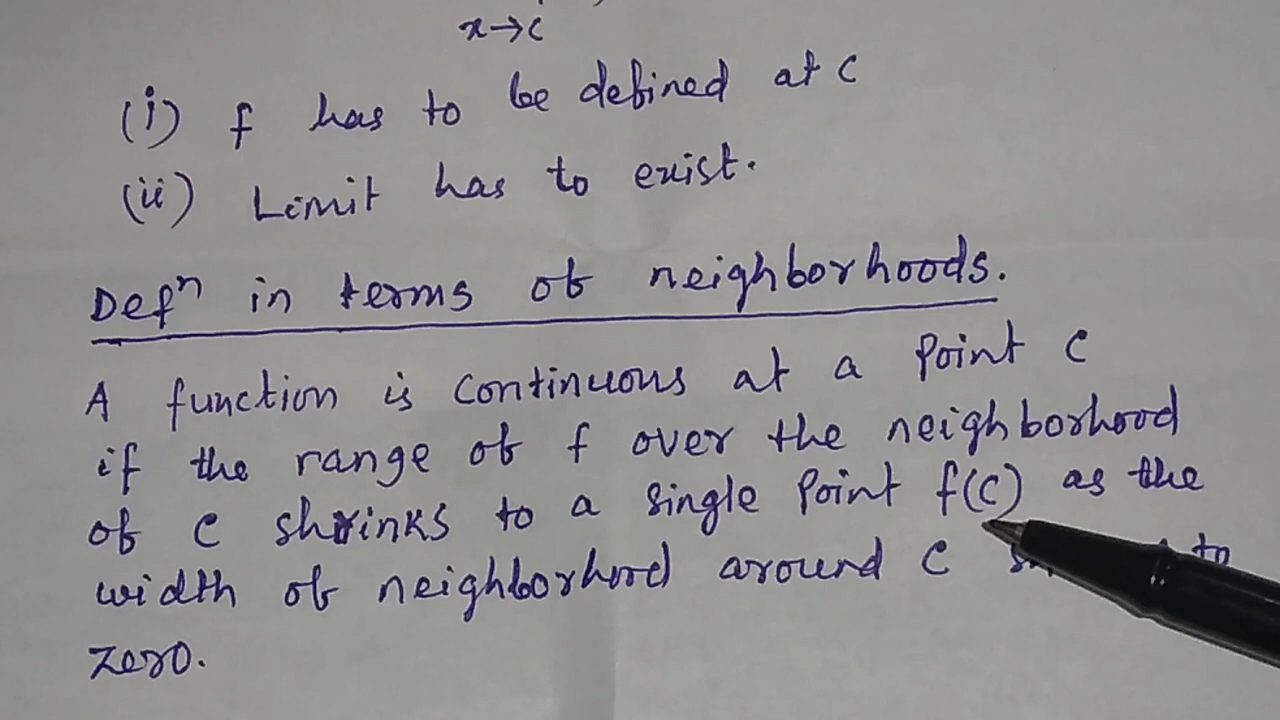 x→c
(i) f has to be defined at c
(ii) Limit has to exist.
Defⁿ in terms of neighborhoods.
A function is continuous at a point c
if the range of f over the neighborhood
of c shrinks to a single point f(c) as the
width of neighborhood around c to
zero.